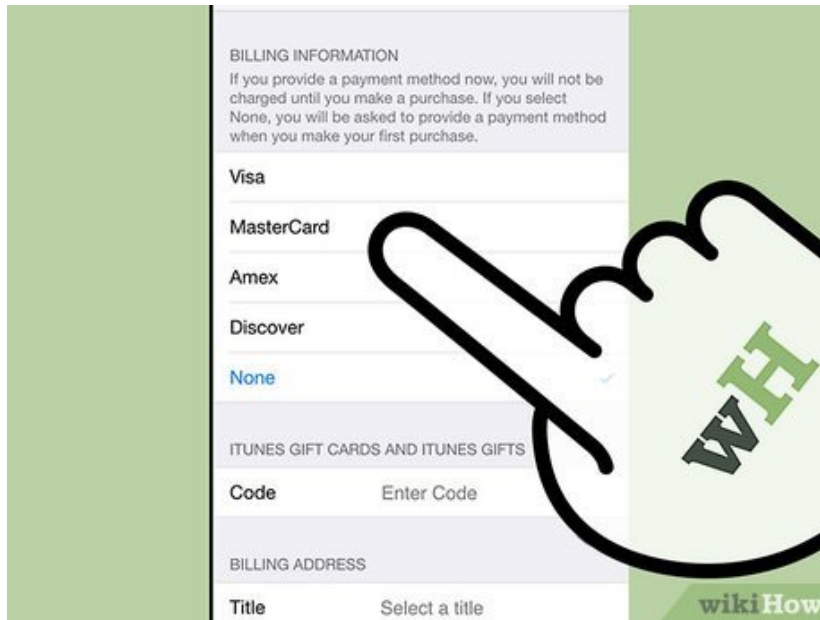 BILLING INFORMATION
If you provide a payment method now, you will not be
charged until you make a purchase. If you select
None, you will be asked to provide a payment method
when you make your first purchase.
Visa
MasterCard
Amex
Discover
None
ITUNES GIFT CARDS AND ITUNES GIFTS
Code Enter Code
BILLING ADDRESS
Title Select a title
wH
wikiHow